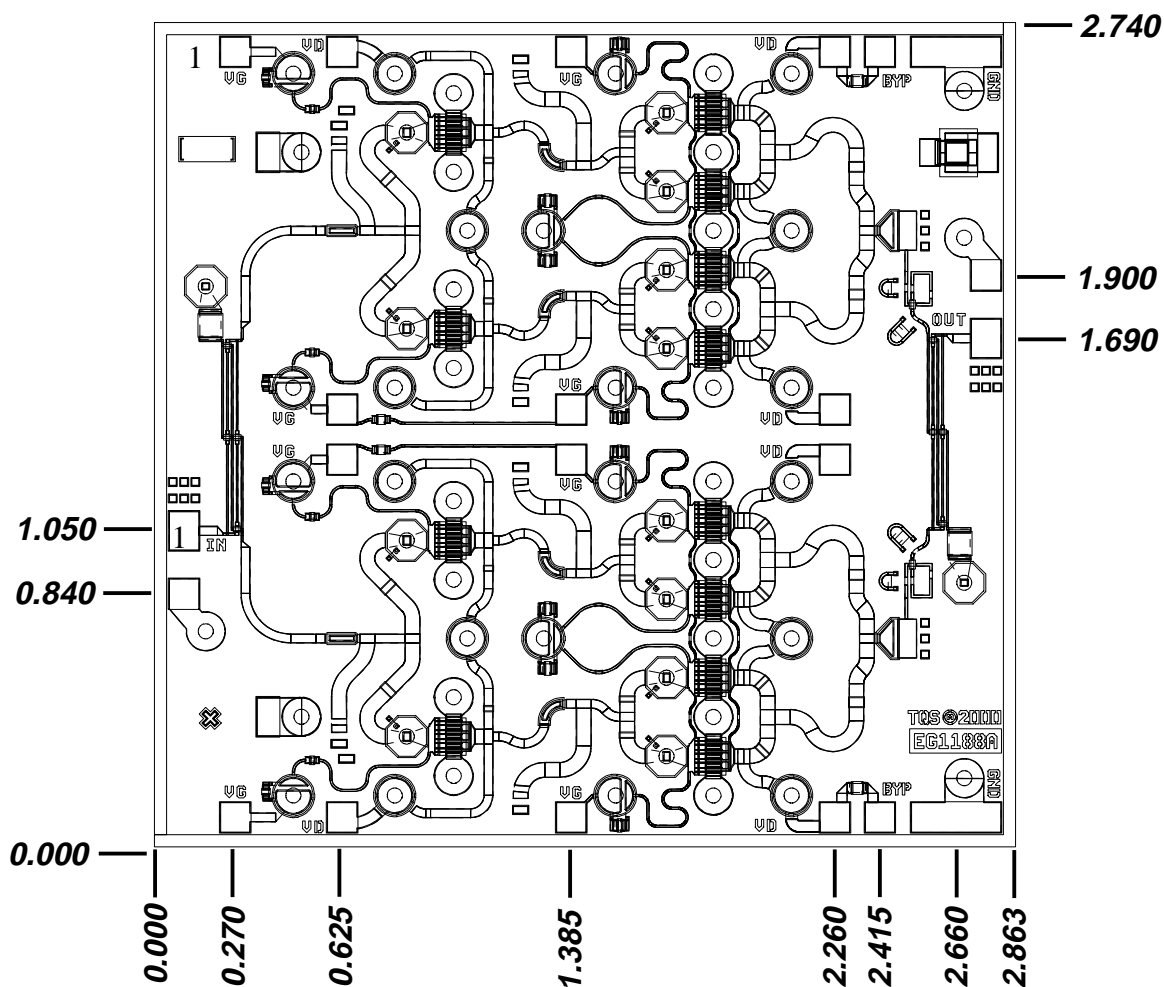 2.740
1
VG
VD
VG
VD
BYP
GND
1.900
OUT
1.690
VG
VG
VD
VG
VG
VD
1.050
1
IN
0.840
TQS 2000
EG1188A
VG
VD
VG
VD
BYP
GND
0.000
0.000
0.270
0.625
1.385
2.260
2.415
2.660
2.863